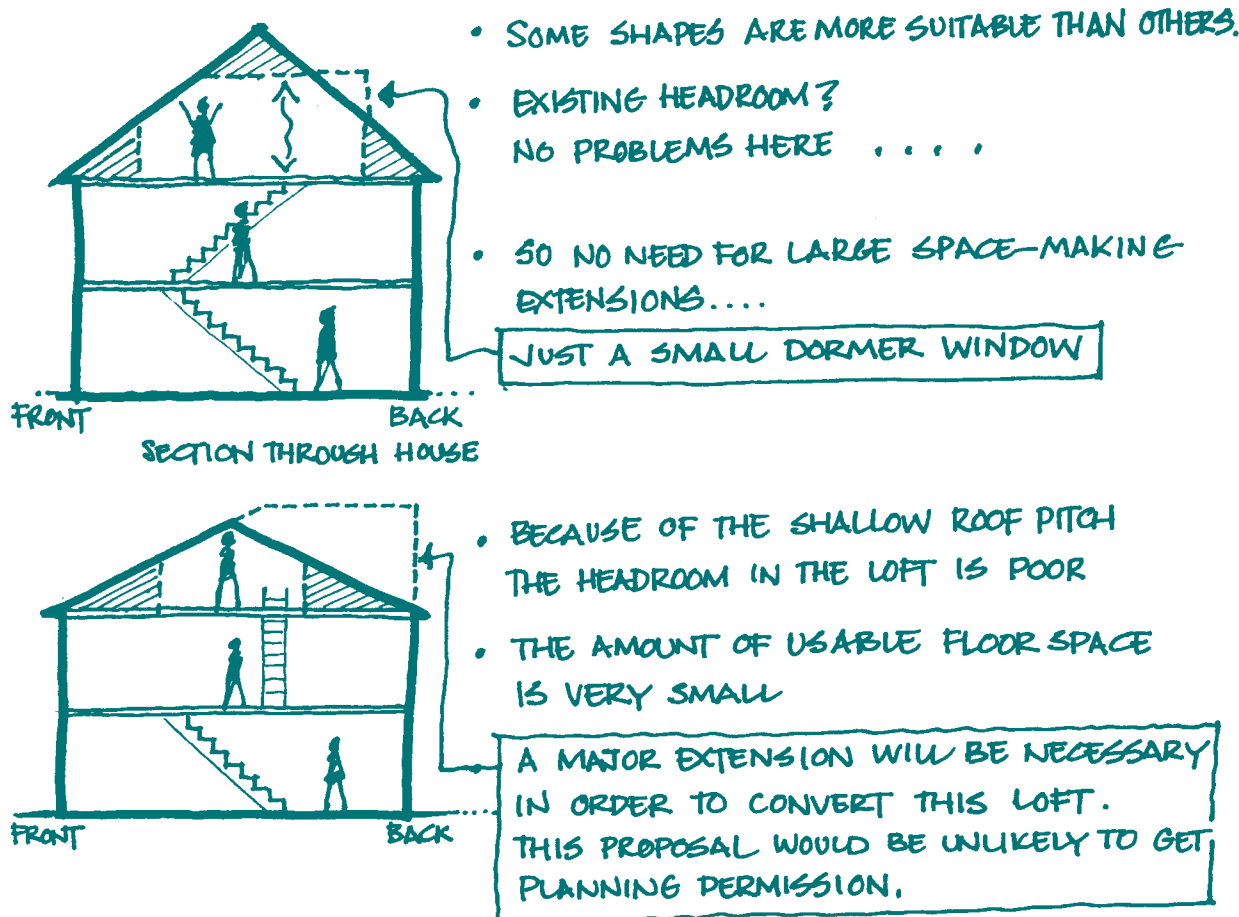 • SOME SHAPES ARE MORE SUITABLE THAN OTHERS.
• EXISTING HEADROOM?
NO PROBLEMS HERE . . . .
• SO NO NEED FOR LARGE SPACE-MAKING
EXTENSIONS....
JUST A SMALL DORMER WINDOW
FRONT
BACK
SECTION THROUGH HOUSE
• BECAUSE OF THE SHALLOW ROOF PITCH
THE HEADROOM IN THE LOFT IS POOR
• THE AMOUNT OF USABLE FLOOR SPACE
IS VERY SMALL
A MAJOR EXTENSION WILL BE NECESSARY
IN ORDER TO CONVERT THIS LOFT.
THIS PROPOSAL WOULD BE UNLIKELY TO GET
PLANNING PERMISSION.
FRONT
BACK